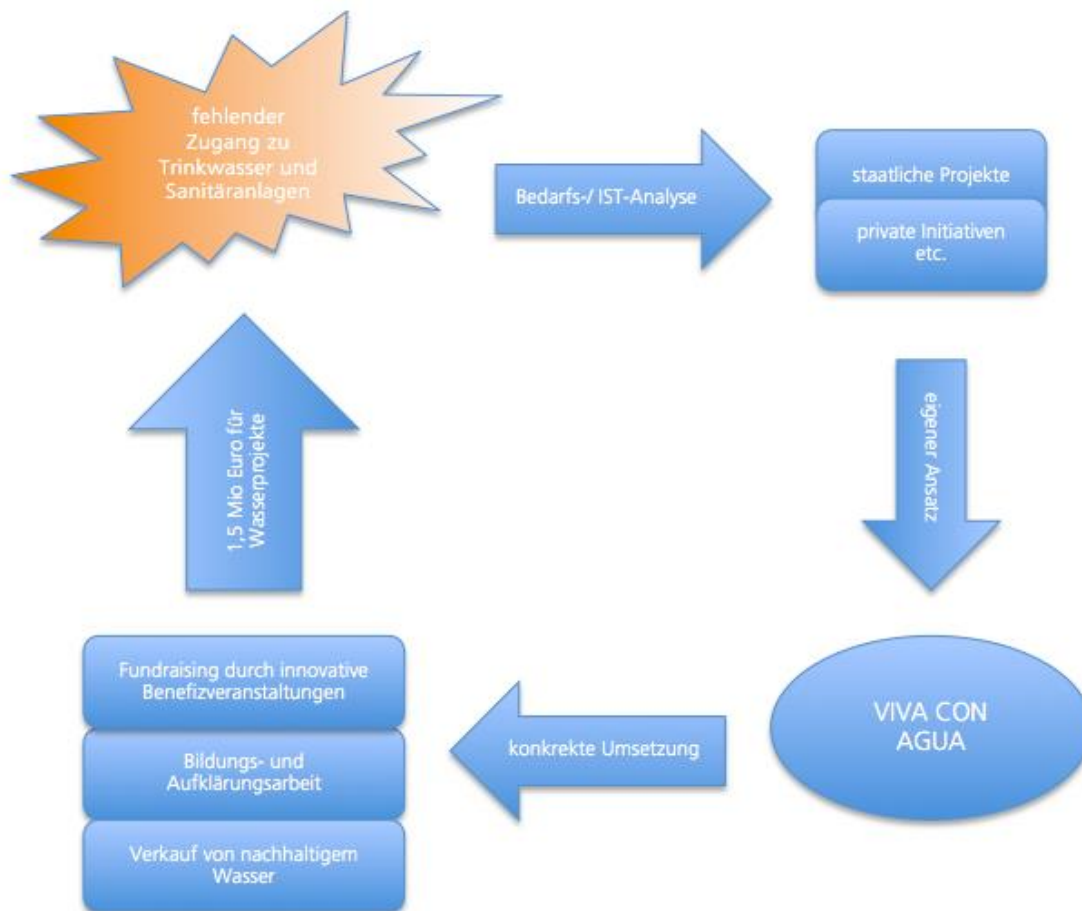 fehlender
Zugang zu
Trinkwasser und
Sanitäranlagen
Bedarfs-/ IST-Analyse
staatliche Projekte
private Initiativen
etc.
eigener Ansatz
VIVA CON
AGUA
konkrekte Umsetzung
Fundraising durch innovative
Benefizveranstaltungen
Bildungs- und
Aufklärungsarbeit
Verkauf von nachhaltigem
Wasser
1,5 Mio Euro für
Wasserprojekte